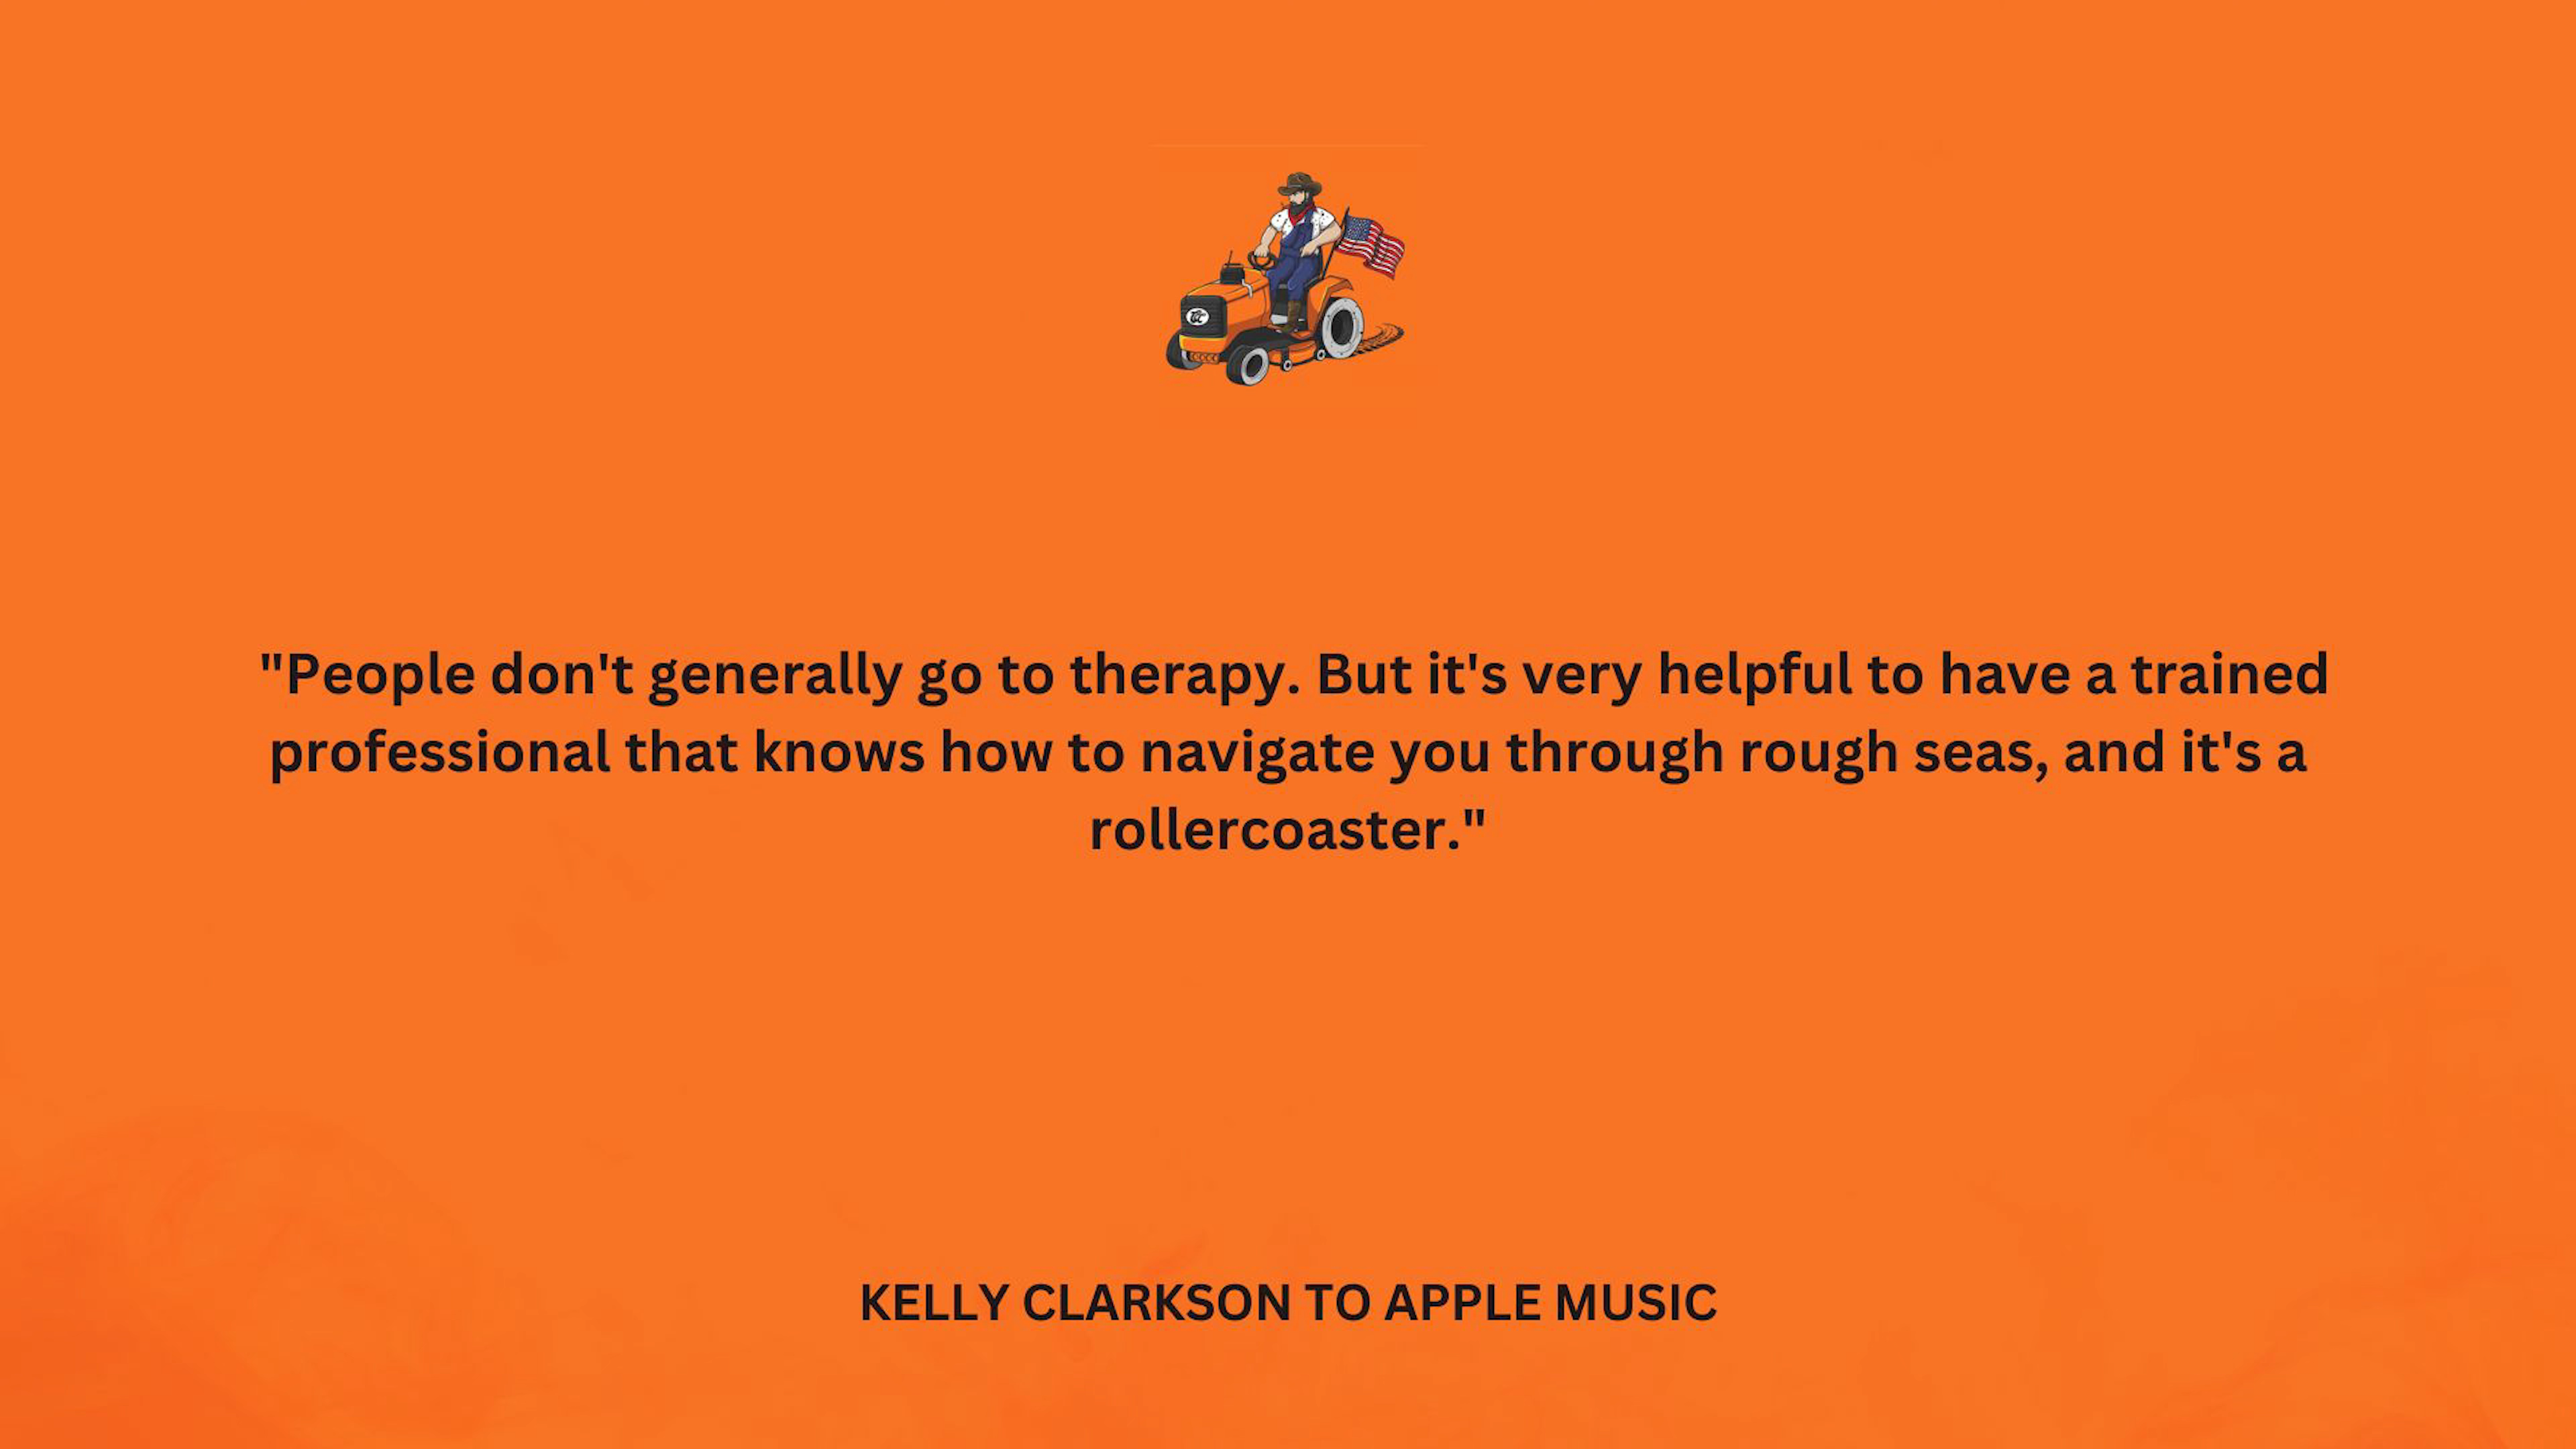 "People don't generally go to therapy. But it's very helpful to have a trained
professional that knows how to navigate you through rough seas, and it's a
rollercoaster."
KELLY CLARKSON TO APPLE MUSIC